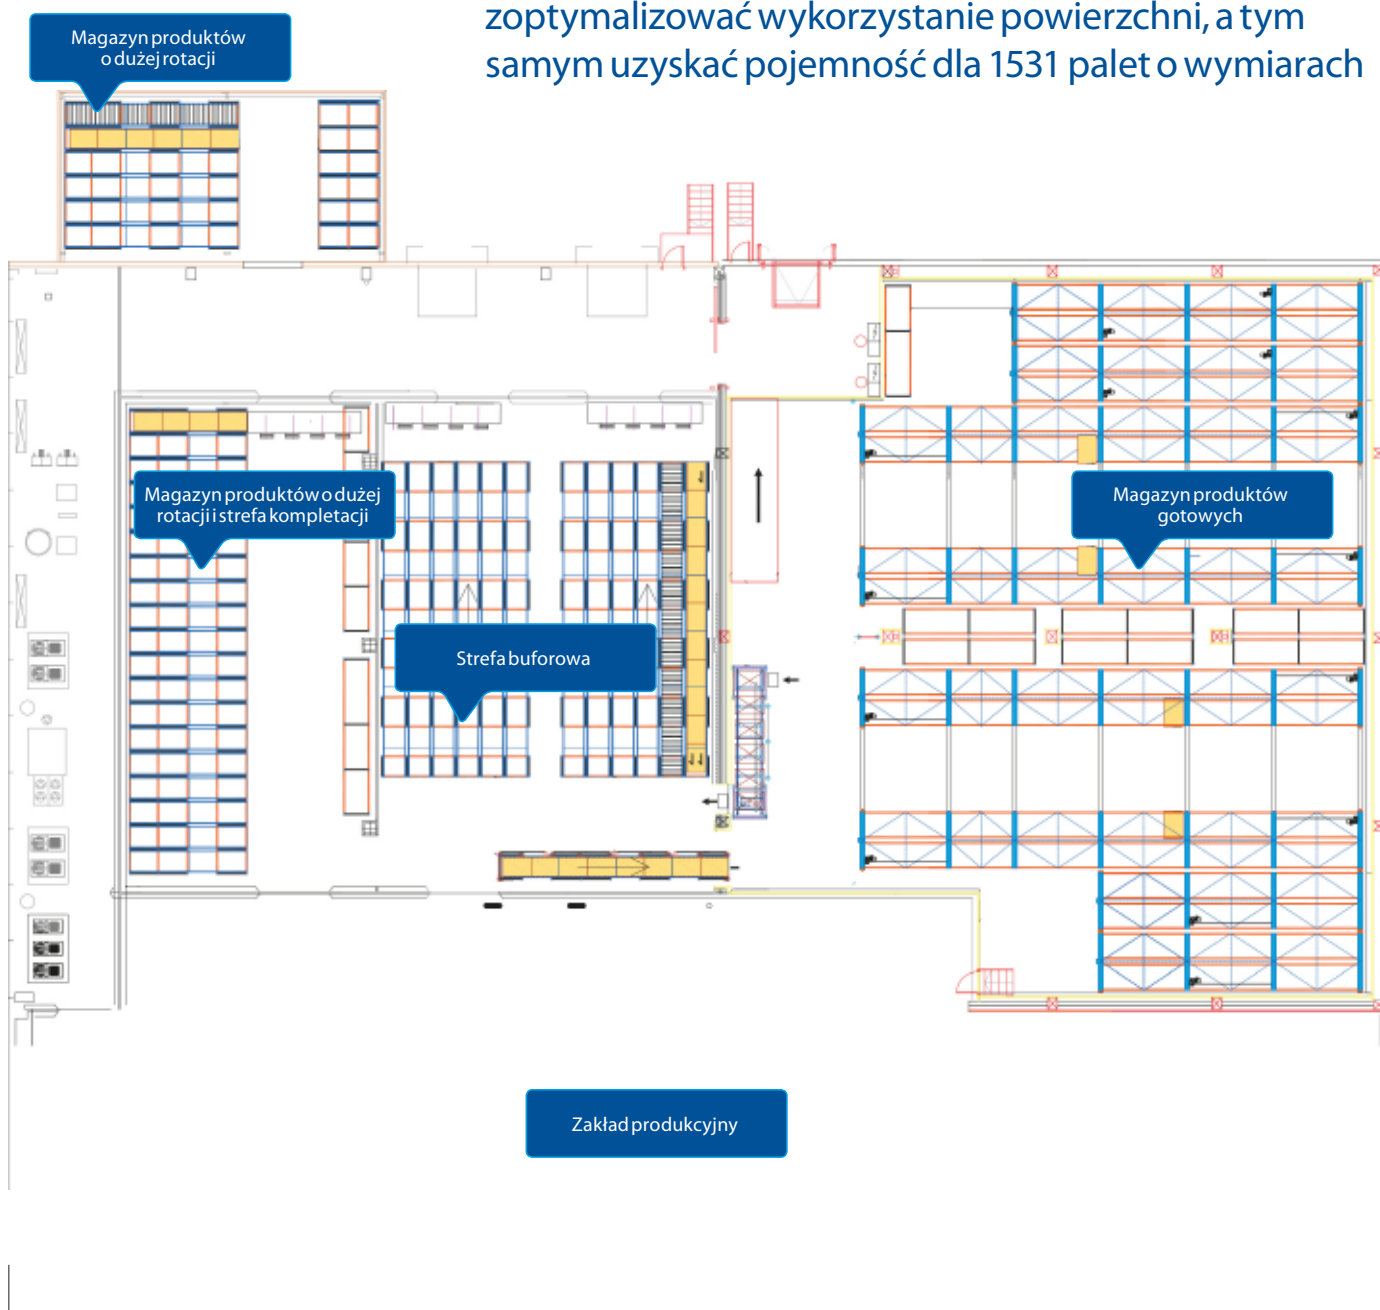 zoptymalizować wykorzystanie powierzchni, a tym
samym uzyskać pojemność dla 1531 palet o wymiarach
Magazyn produktów
o dużej rotacji
Magazyn produktów o dużej
rotacji i strefa kompletacji
Magazyn produktów
gotowych
Strefa buforowa
Zakład produkcyjny